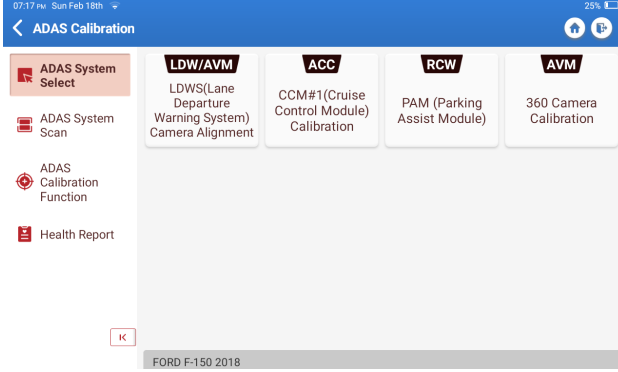 07:17 PM Sun Feb 18th
25%
ADAS Calibration
ADAS System
Select
ADAS System
Scan
ADAS
Calibration
Function
Health Report
LDW/AVM
LDWS(Lane
Departure
Warning System)
Camera Alignment
ACC
CCM#1(Cruise
Control Module)
Calibration
RCW
PAM (Parking
Assist Module)
AVM
360 Camera
Calibration
FORD F-150 2018